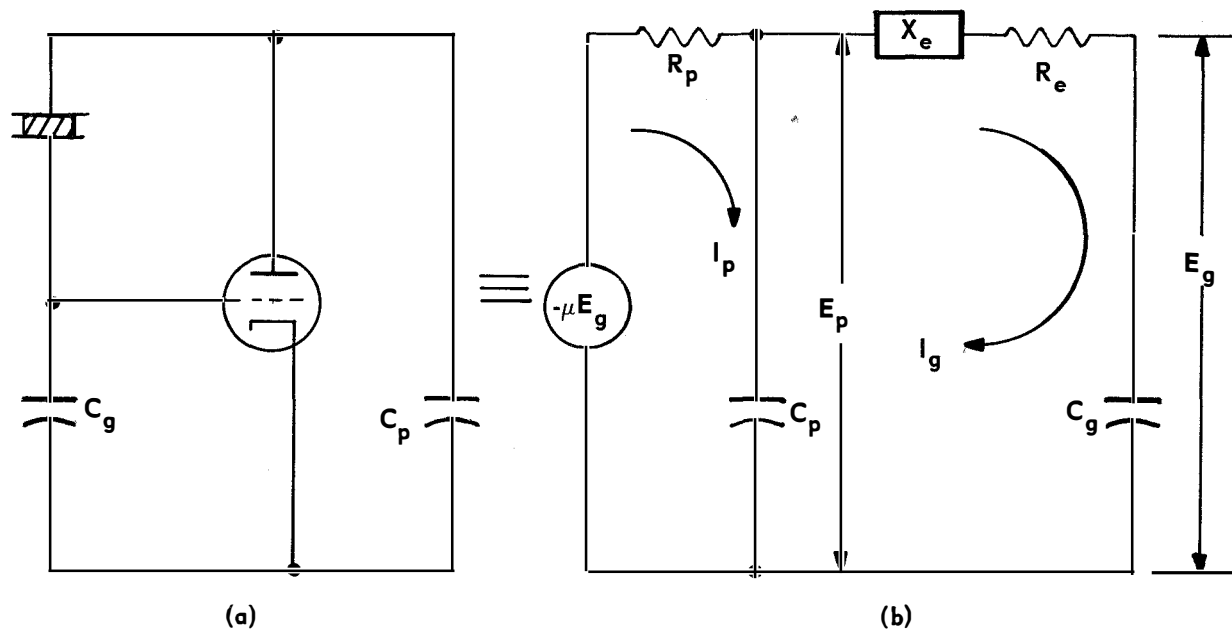 C_g
C_p
(a)
R_p
X_e
R_e
-μE_g
I_p
E_p
I_g
E_g
C_p
C_g
(b)